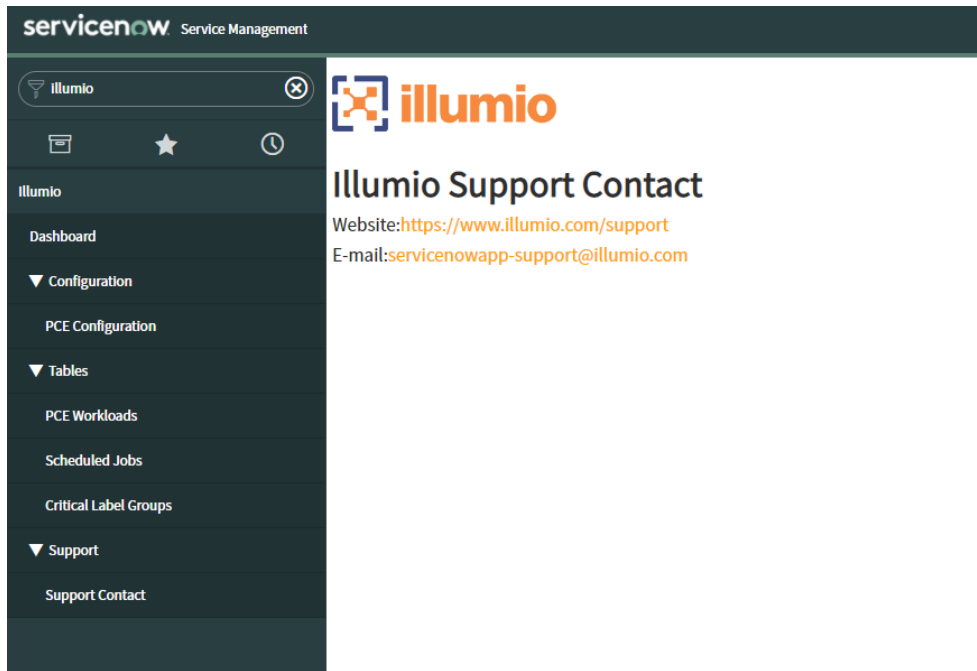 servicenow. Service Management
illumio
Illumio
Dashboard
Configuration
PCE Configuration
Tables
PCE Workloads
Scheduled Jobs
Critical Label Groups
Support
Support Contact
illumio
Illumio Support Contact
Website:https://www.illumio.com/support
E-mail:servicenowapp-support@illumio.com